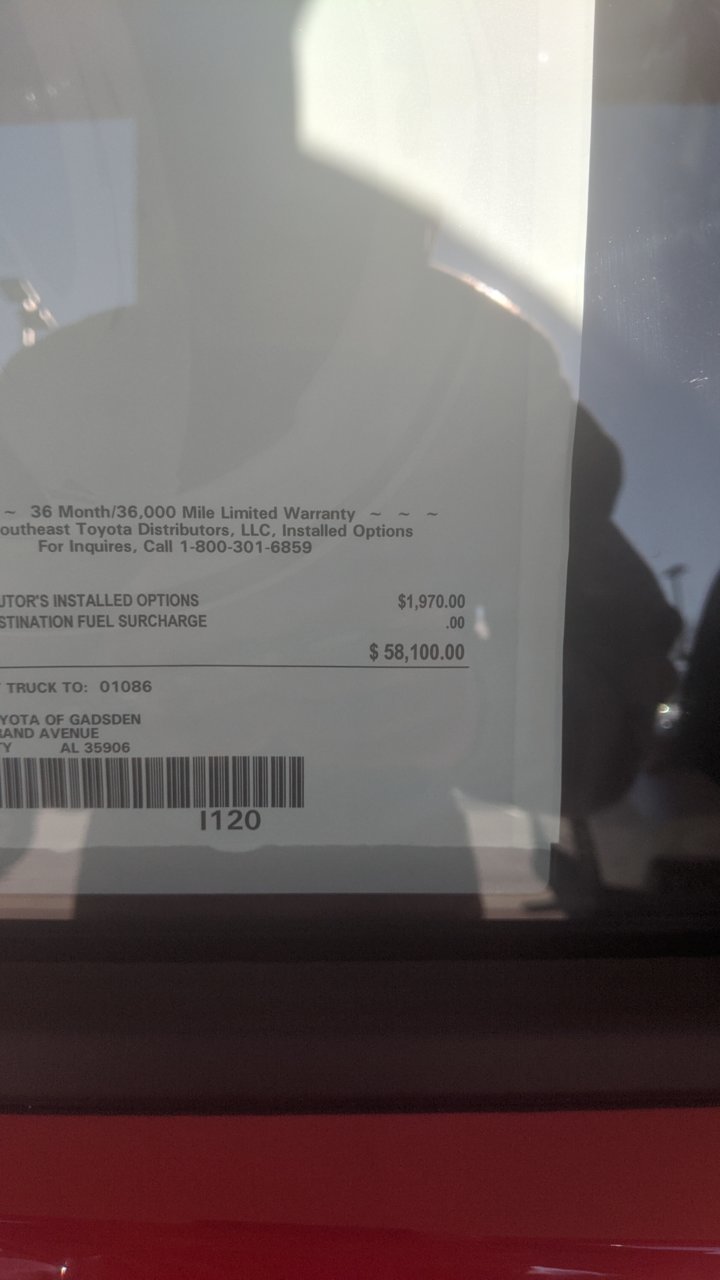 ~ 36 Month/36,000 Mile Limited Warranty ~ ~ ~
outheast Toyota Distributors, LLC, Installed Options
For Inquires, Call 1-800-301-6859
UTOR'S INSTALLED OPTIONS $1,970.00
STINATION FUEL SURCHARGE .00
$ 58,100.00
TRUCK TO: 01086
YOTA OF GADSDEN
RAND AVENUE
TY AL 35906
I120